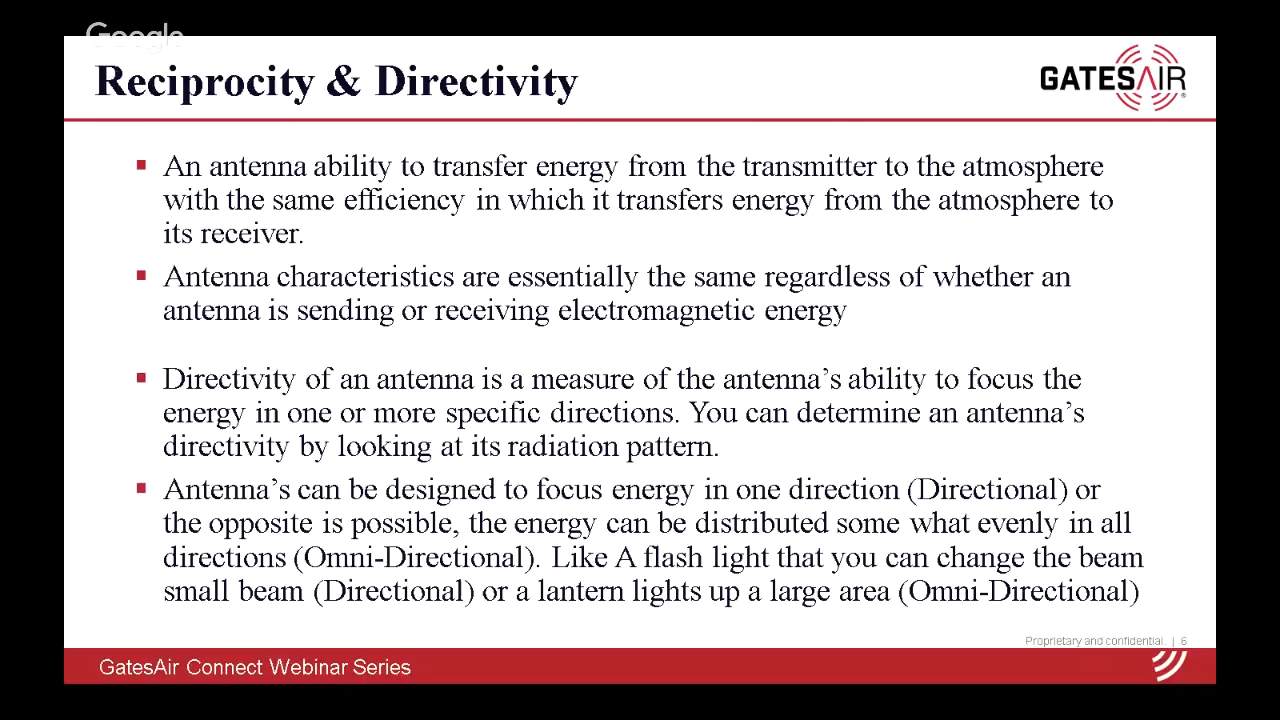 Google
Reciprocity & Directivity
GATESAIR®
▪ An antenna ability to transfer energy from the transmitter to the atmosphere
with the same efficiency in which it transfers energy from the atmosphere to
its receiver.
▪ Antenna characteristics are essentially the same regardless of whether an
antenna is sending or receiving electromagnetic energy
▪ Directivity of an antenna is a measure of the antenna’s ability to focus the
energy in one or more specific directions. You can determine an antenna’s
directivity by looking at its radiation pattern.
▪ Antenna’s can be designed to focus energy in one direction (Directional) or
the opposite is possible, the energy can be distributed some what evenly in all
directions (Omni-Directional). Like A flash light that you can change the beam
small beam (Directional) or a lantern lights up a large area (Omni-Directional)
Proprietary and confidential. | 6
GatesAir Connect Webinar Series